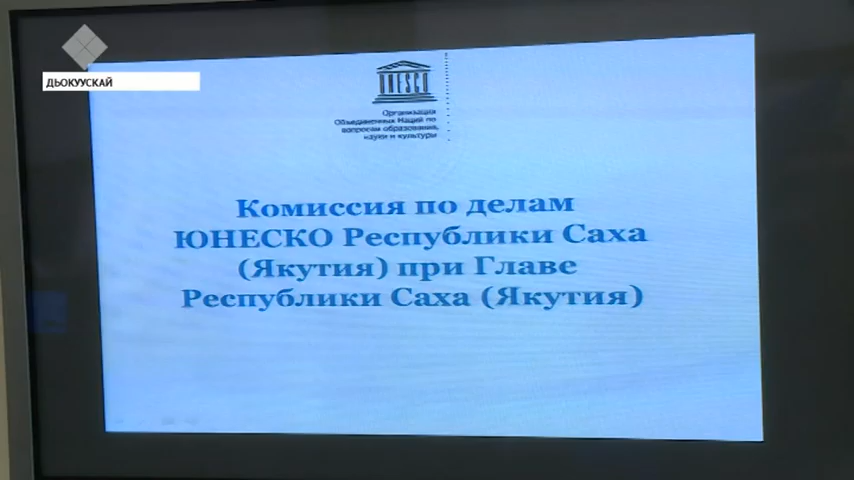 ДЬОКУУСКАЙ
UNESCO
Организация
Объединенных Наций по
вопросам образования,
науки и культуры
Комиссия по делам
ЮНЕСКО Республики Саха
(Якутия) при Главе
Республики Саха (Якутия)